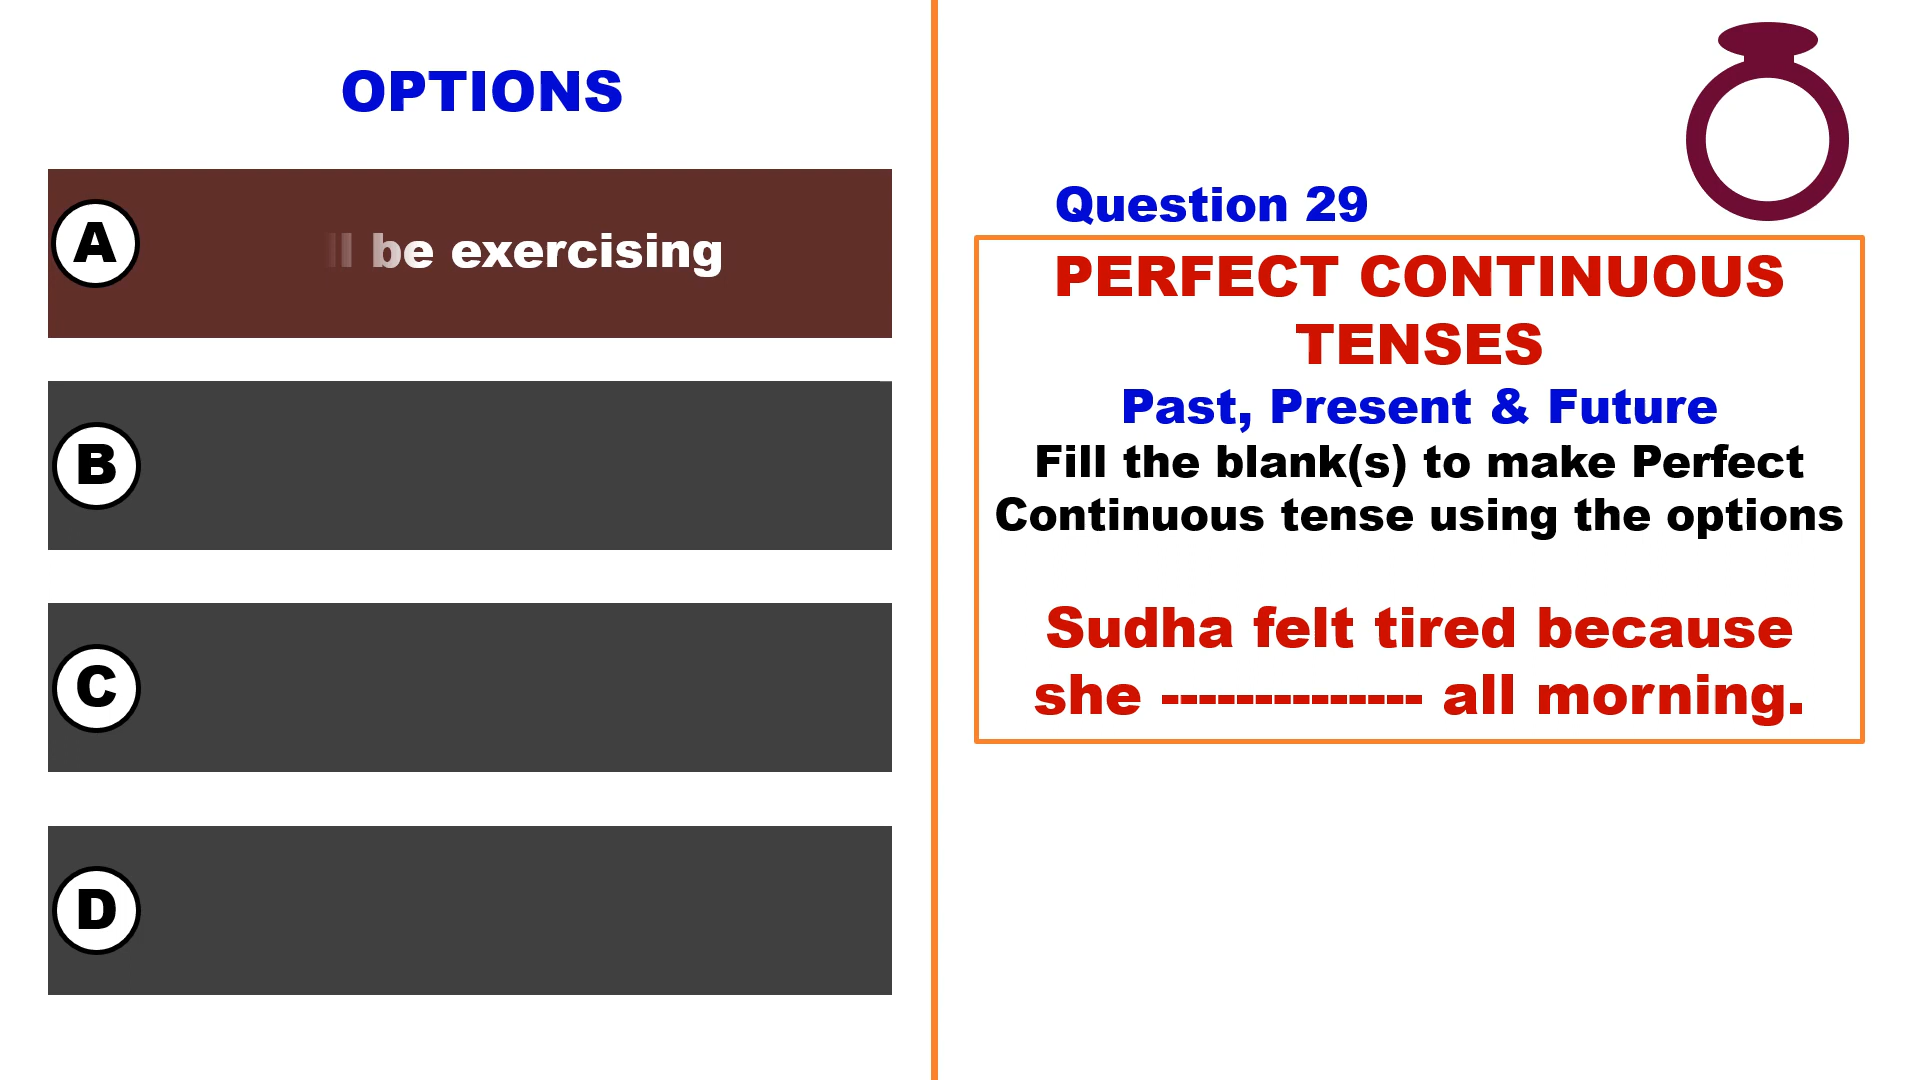 OPTIONS
A
be exercising
B
C
D
Question 29
PERFECT CONTINUOUS
TENSES
Past, Present & Future
Fill the blank(s) to make Perfect
Continuous tense using the options
Sudha felt tired because
she -------------- all morning.